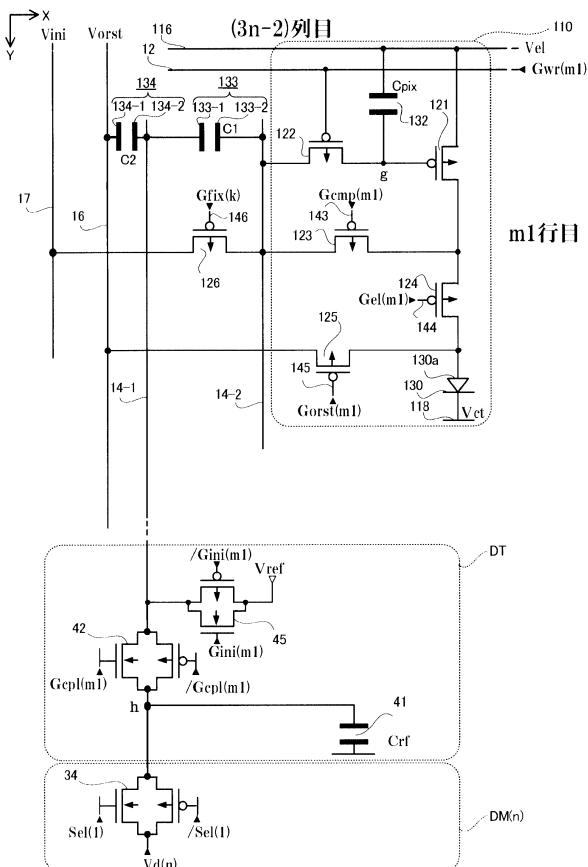 X
Y
Vini
Vorst
116
12
(3n-2)列目
110
Vel
Gwr(m1)
134
133
134-1
134-2
133-1
133-2
C2
C1
Cpix
132
122
121
g
17
16
Gfix(k)
146
Gcmp(m1)
143
126
123
m1行目
124
Gel(m1)
144
125
14-1
14-2
145
Gorst(m1)
130a
130
118
Vct
DT
/Gini(m1)
Vref
42
45
Gini(m1)
Gcpl(m1)
/Gcpl(m1)
h
41
Crf
34
Sel(1)
/Sel(1)
DM(n)
Vd(n)